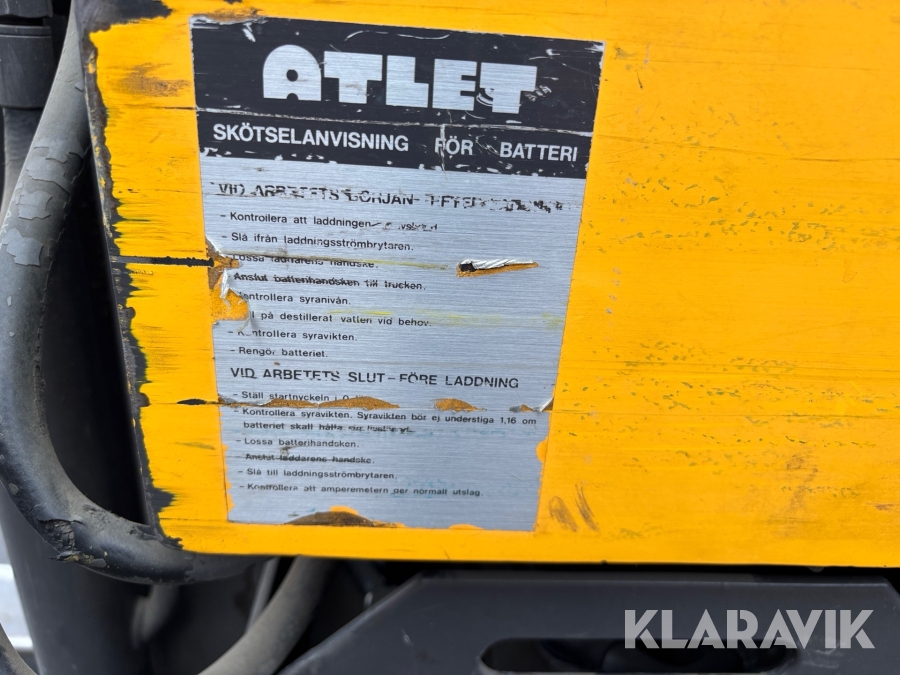 ATLET
SKÖTSELANVISNING FÖR BATTERI
VID ARBETETS BÖRJAN-
– Kontrollera att laddningen
– Slå ifrån laddningsströmbrytaren.
Lossa laddarens handske.
– Anslut batterihandsken till trucken.
Kontrollera syranivån.
på destillerat vatten vid behov.
– Kontrollera syravikten.
– Rengör batteriet.
VID ARBETETS SLUT–FÖRE LADDNING
– Ställ startnyckeln i 0
– Kontrollera syravikten. Syravikten bör ej understiga 1,16 om
batteriet skall hålla sin
– Lossa batterihandsken.
– Anslut laddarens handske.
– Slå till laddningsströmbrytaren.
– Kontrollera att amperemetern ger normalt utslag.
KLARAVIK